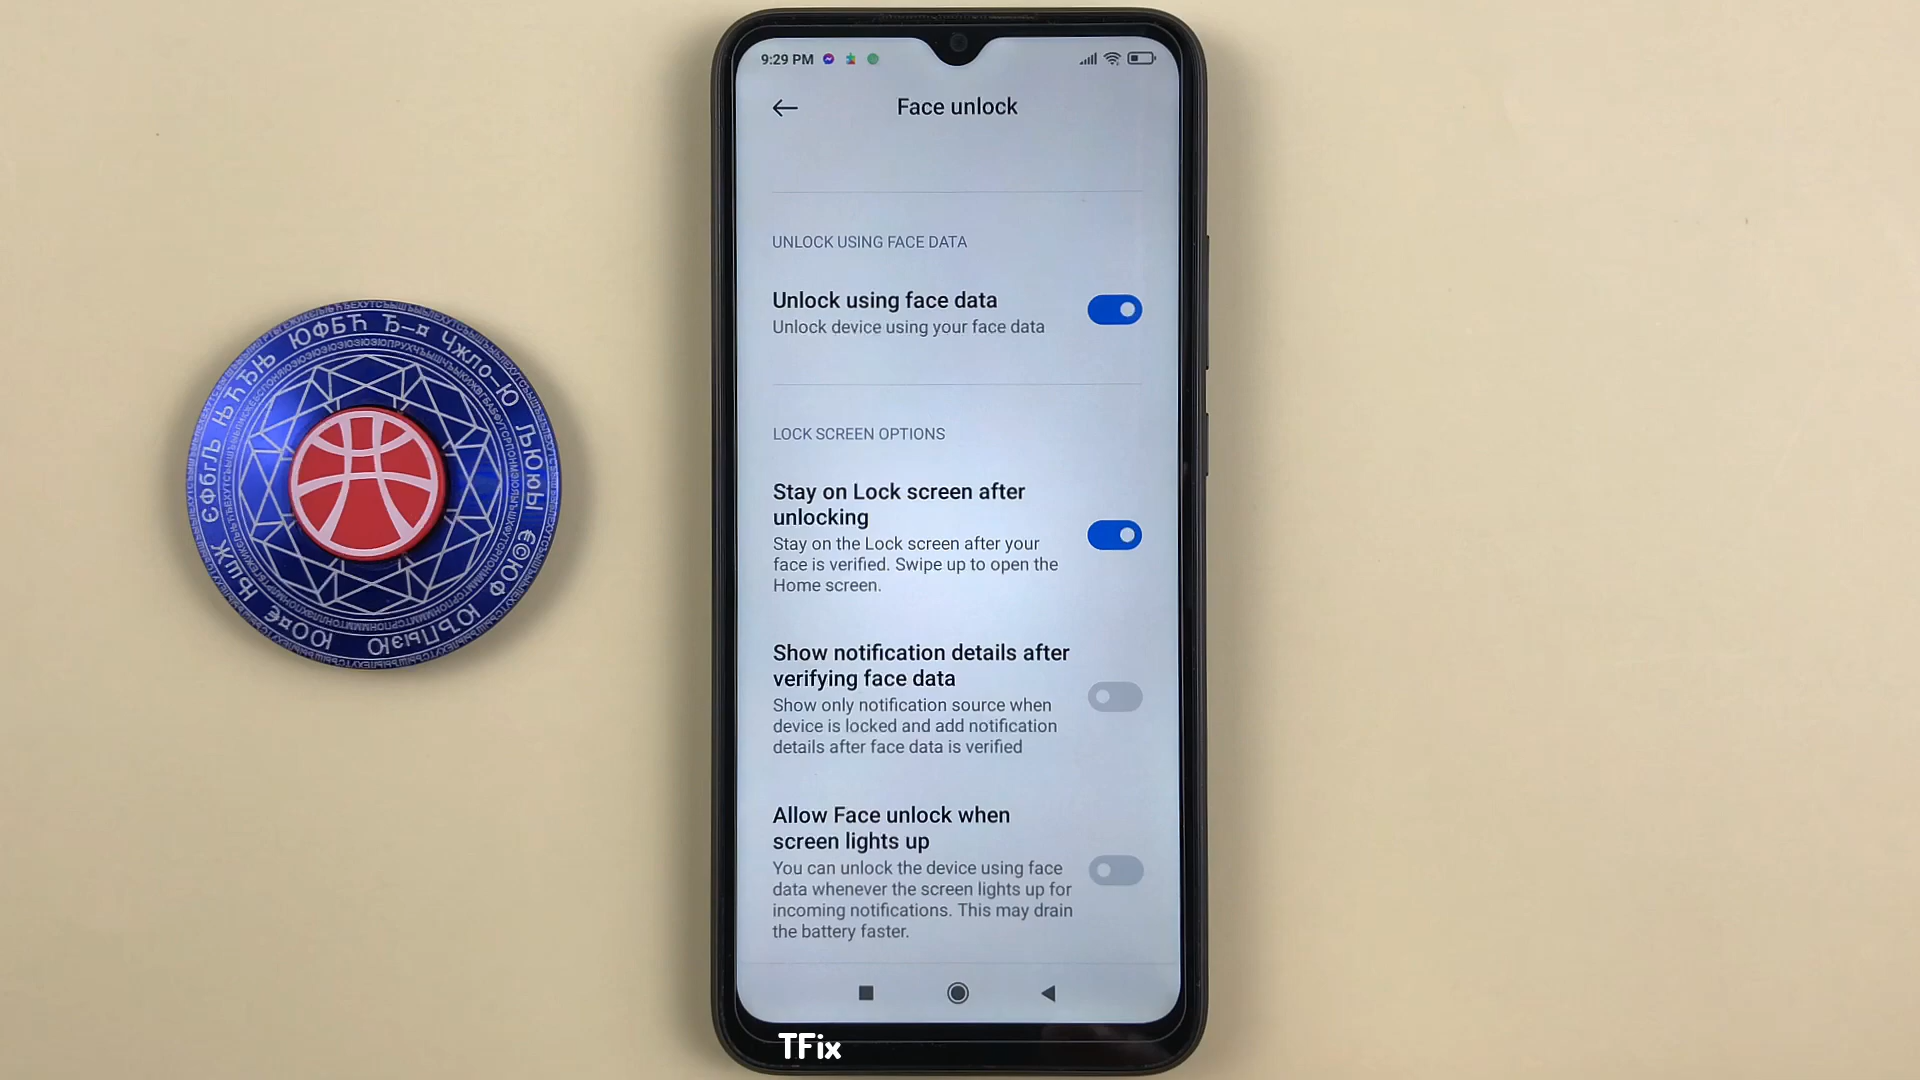 9:29 PM
Face unlock
UNLOCK USING FACE DATA
Unlock using face data
Unlock device using your face data
LOCK SCREEN OPTIONS
Stay on Lock screen after
unlocking
Stay on the Lock screen after your
face is verified. Swipe up to open the
Home screen.
Show notification details after
verifying face data
Show only notification source when
device is locked and add notification
details after face data is verified
Allow Face unlock when
screen lights up
You can unlock the device using face
data whenever the screen lights up for
incoming notifications. This may drain
the battery faster.
TFix